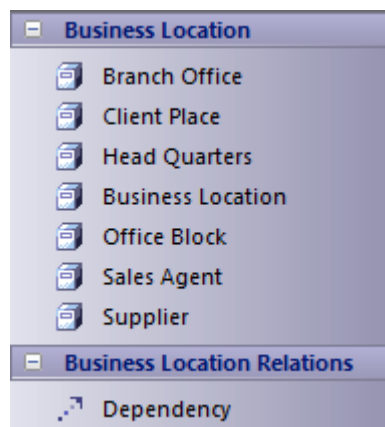 Business Location
Branch Office
Client Place
Head Quarters
Business Location
Office Block
Sales Agent
Supplier
Business Location Relations
Dependency